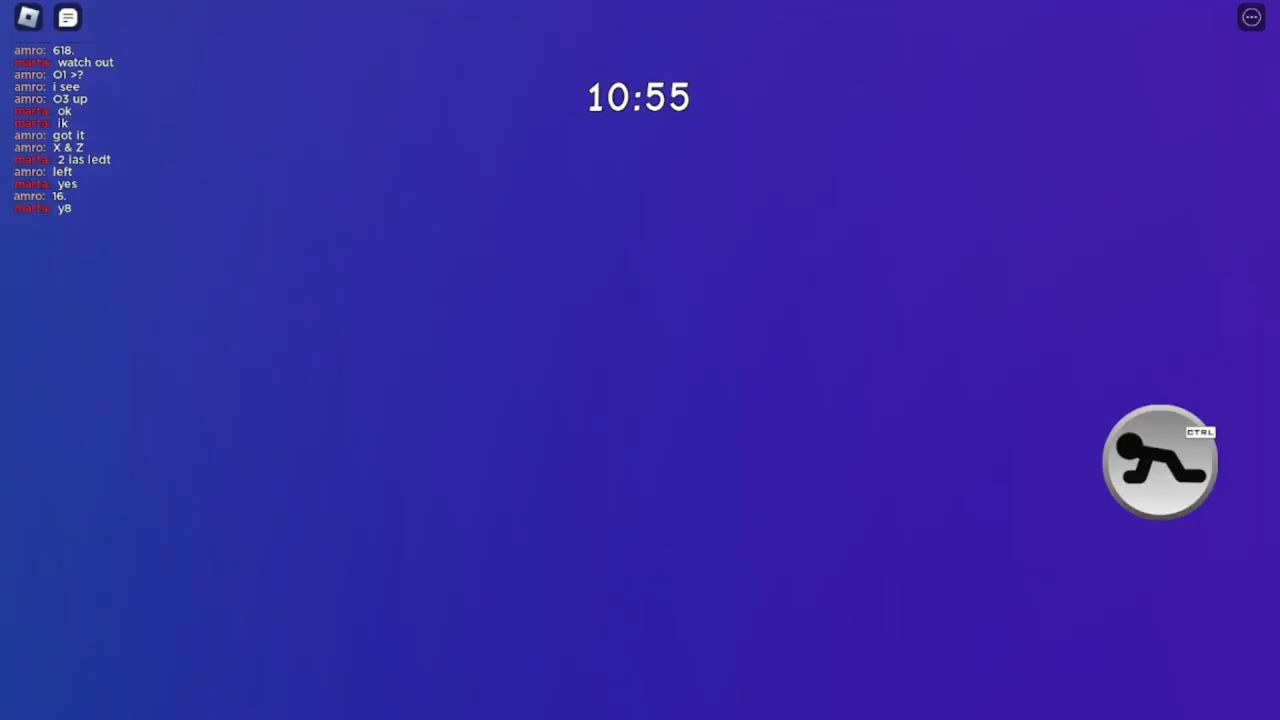 amro: 618.
marta: watch out
amro: O1 >?
amro: i see
amro: O3 up
marta: ok
marta: ik
amro: got it
amro: X & Z
marta: 2 ias ledt
amro: left
marta: yes
amro: 16.
marta: y8
10:55
CTRL